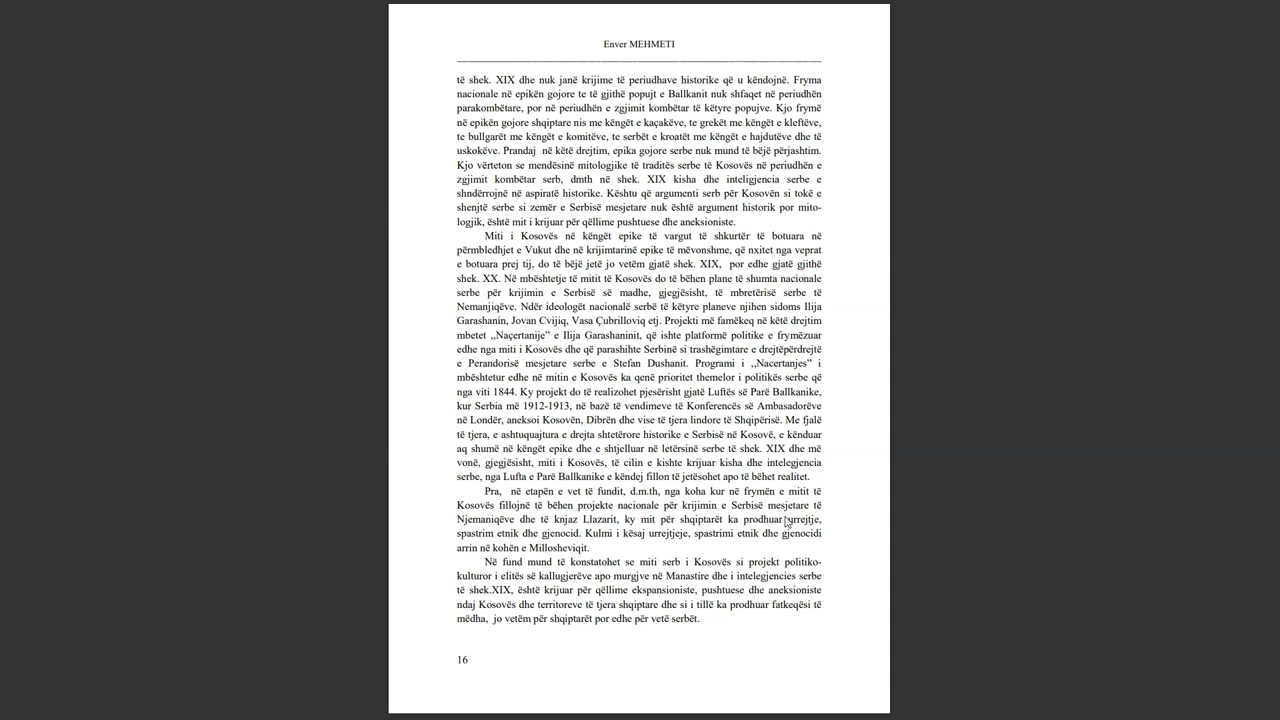 Enver MEHMETI
të shek. XIX dhe nuk janë krijime të periudhave historike që u këndojnë. Fryma
nacionale në epikën gojore te të gjithë popujt e Ballkanit nuk shfaqet në periudhën
parakombëtare, por në periudhën e zgjimit kombëtar të këtyre popujve. Kjo frymë
në epikën gojore shqiptare nis me këngët e kaçakëve, te grekët me këngët e kleftëve,
te bullgarët me këngët e komitëve, te serbët e kroatët me këngët e hajdutëve dhe të
uskokëve. Prandaj në këtë drejtim, epika gojore serbe nuk mund të bëjë përjashtim.
Kjo vërteton se mendësinë mitologjike të traditës serbe të Kosovës në periudhën e
zgjimit kombëtar serb, dmth në shek. XIX kisha dhe inteligjencia serbe e
shndërrojnë në aspiratë historike. Kështu që argumenti serb për Kosovën si tokë e
shenjtë serbe si zemër e Serbisë mesjetare nuk është argument historik por mito-
logjik, është mit i krijuar për qëllime pushtuese dhe aneksioniste.
Miti i Kosovës në këngët epike të vargut të shkurtër të botuara në
përmbledhjet e Vukut dhe në krijimtarinë epike të mëvonshme, që nxitet nga veprat
e botuara prej tij, do të bëjë jetë jo vetëm gjatë shek. XIX, por edhe gjatë gjithë
shek. XX. Në mbështetje të mitit të Kosovës do të bëhen plane të shumta nacionale
serbe për krijimin e Serbisë së madhe, gjegjësisht, të mbretërisë serbe të
Nemanjiqëve. Ndër ideologët nacionalë serbë të këtyre planeve njihen sidoms Ilija
Garashanin, Jovan Cvijiq, Vasa Çubrilloviq etj. Projekti më famëkeq në këtë drejtim
mbetet ,,Naçertanije” e Ilija Garashaninit, që ishte platformë politike e frymëzuar
edhe nga miti i Kosovës dhe që parashihte Serbinë si trashëgimtare e drejtëpërdrejtë
e Perandorisë mesjetare serbe e Stefan Dushanit. Programi i ,,Nacertanjes” i
mbështetur edhe në mitin e Kosovës ka qenë prioritet themelor i politikës serbe që
nga viti 1844. Ky projekt do të realizohet pjesërisht gjatë Luftës së Parë Ballkanike,
kur Serbia më 1912-1913, në bazë të vendimeve të Konferencës së Ambasadorëve
në Londër, aneksoi Kosovën, Dibrën dhe vise të tjera lindore të Shqipërisë. Me fjalë
të tjera, e ashtuquajtura e drejta shtetërore historike e Serbisë në Kosovë, e kënduar
aq shumë në këngët epike dhe e shtjelluar në letërsinë serbe të shek. XIX dhe më
vonë, gjegjësisht, miti i Kosovës, të cilin e kishte krijuar kisha dhe intelegjencia
serbe, nga Lufta e Parë Ballkanike e këndej fillon të jetësohet apo të bëhet realitet.
Pra, në etapën e vet të fundit, d.m.th, nga koha kur në frymën e mitit të
Kosovës fillojnë të bëhen projekte nacionale për krijimin e Serbisë mesjetare të
Njemaniqëve dhe të knjaz Llazarit, ky mit për shqiptarët ka prodhuar urrejtje,
spastrim etnik dhe gjenocid. Kulmi i kësaj urrejtjeje, spastrimi etnik dhe gjenocidi
arrin në kohën e Millosheviqit.
Në fund mund të konstatohet se miti serb i Kosovës si projekt politiko-
kulturor i elitës së kallugjerëve apo murgjve në Manastire dhe i intelegjencies serbe
të shek.XIX, është krijuar për qëllime ekspansioniste, pushtuese dhe aneksioniste
ndaj Kosovës dhe territoreve të tjera shqiptare dhe si i tillë ka prodhuar fatkeqësi të
mëdha, jo vetëm për shqiptarët por edhe për vetë serbët.
16